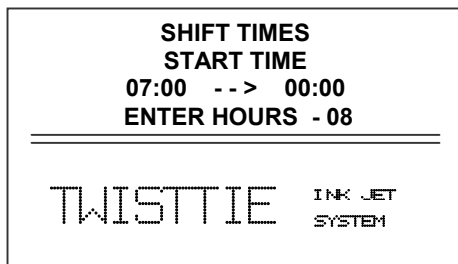 SHIFT TIMES
START TIME
07:00 - - > 00:00
ENTER HOURS - 08
TWISTTIE INK JET
SYSTEM